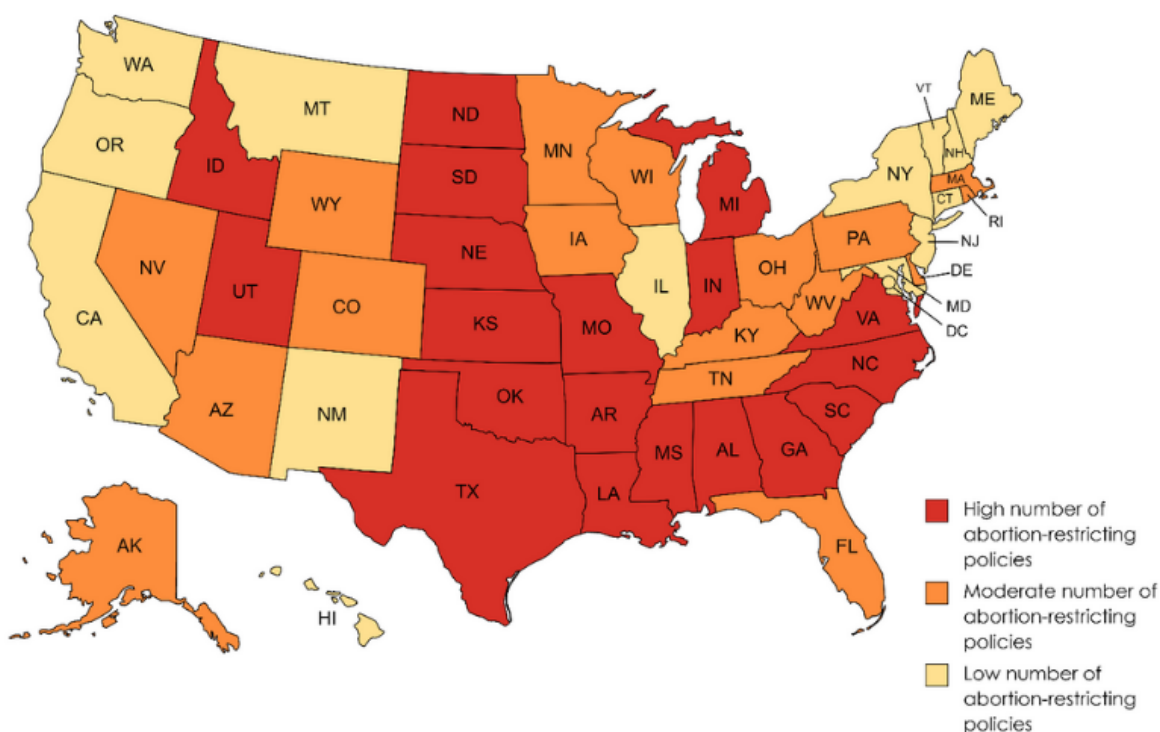 WA
MT
ND
MN
VT
ME
OR
ID
SD
WI
MI
NY
NH
MA
CT
RI
WY
NE
IA
PA
NJ
NV
UT
CO
IL
IN
OH
DE
CA
KS
MO
WV
VA
MD
DC
KY
NC
TN
AZ
NM
OK
AR
SC
MS
AL
GA
TX
LA
AK
FL
HI
High number of
abortion-restricting
policies
Moderate number of
abortion-restricting
policies
Low number of
abortion-restricting
policies